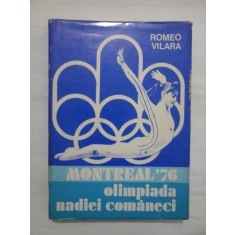 ROMEO
VILARA
MONTREAL '76
olimpiada
nadiei comăneci